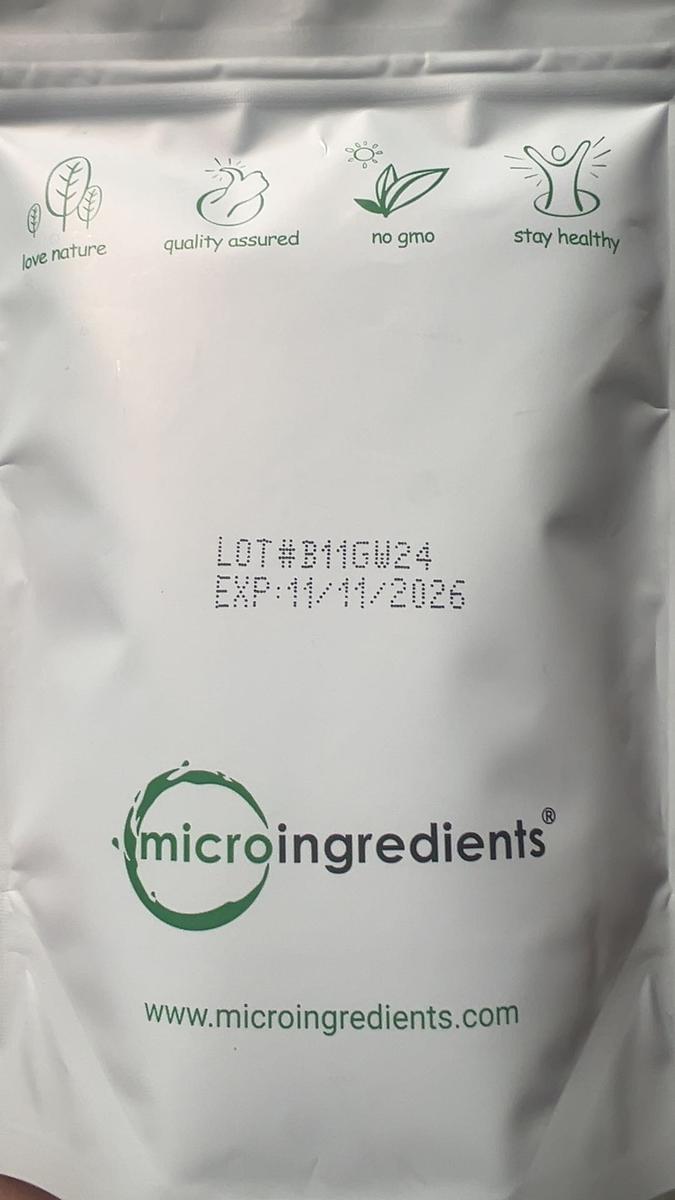 love nature
quality assured
no gmo
stay healthy
LOT#B11GW24
EXP:11/11/2026
microingredients®
www.microingredients.com